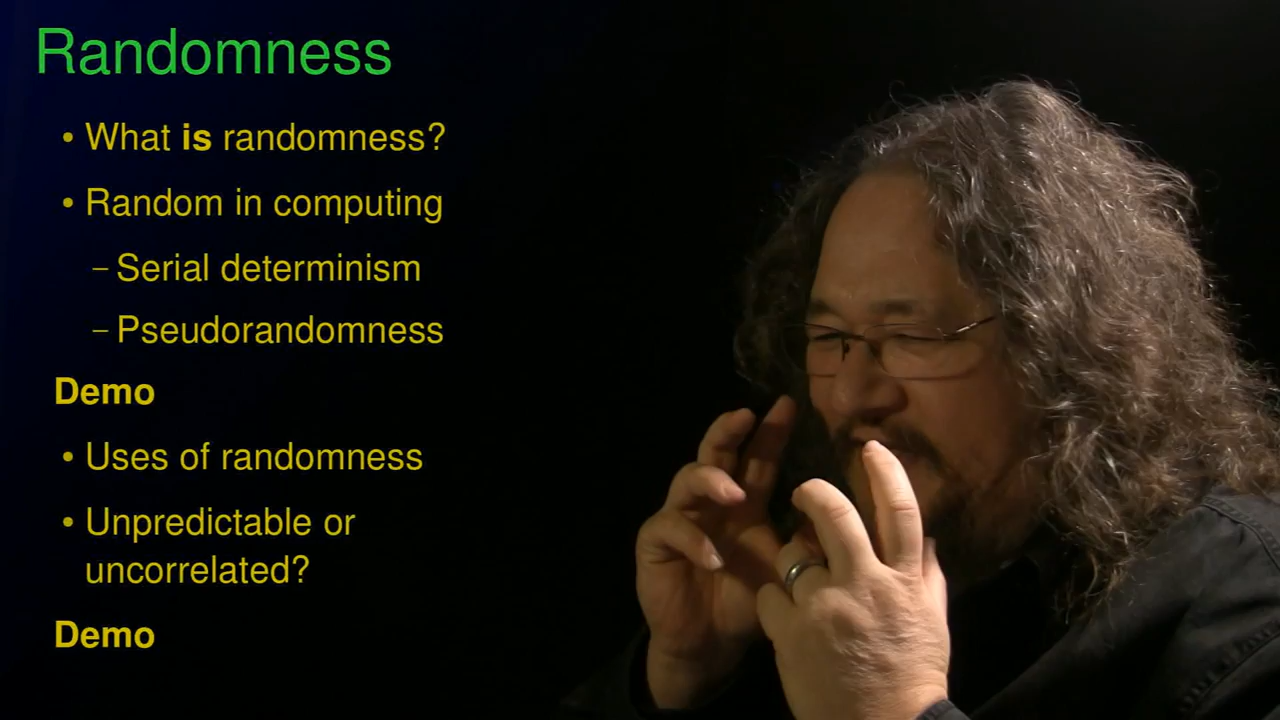 Randomness
• What is randomness?
• Random in computing
– Serial determinism
– Pseudorandomness
Demo
• Uses of randomness
• Unpredictable or
uncorrelated?
Demo